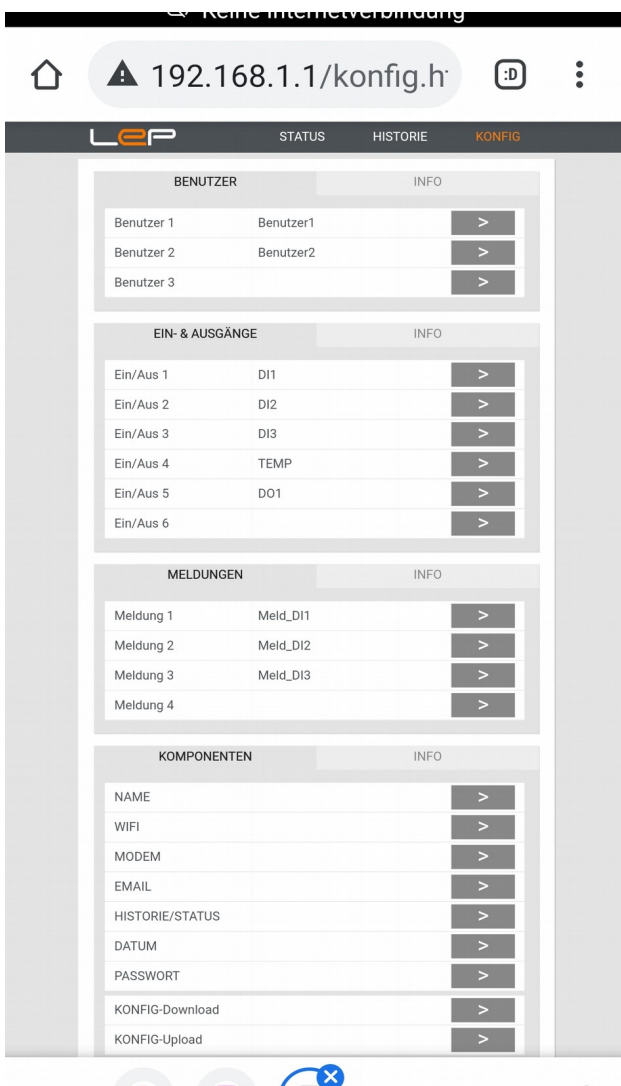 Keine Internetverbindung
192.168.1.1/konfig.h
:D
LEP STATUS HISTORIE KONFIG
BENUTZER INFO
Benutzer 1 Benutzer1 >
Benutzer 2 Benutzer2 >
Benutzer 3 >
EIN- & AUSGÄNGE INFO
Ein/Aus 1 DI1 >
Ein/Aus 2 DI2 >
Ein/Aus 3 DI3 >
Ein/Aus 4 TEMP >
Ein/Aus 5 DO1 >
Ein/Aus 6 >
MELDUNGEN INFO
Meldung 1 Meld_DI1 >
Meldung 2 Meld_DI2 >
Meldung 3 Meld_DI3 >
Meldung 4 >
KOMPONENTEN INFO
NAME >
WIFI >
MODEM >
EMAIL >
HISTORIE/STATUS >
DATUM >
PASSWORT >
KONFIG-Download >
KONFIG-Upload >